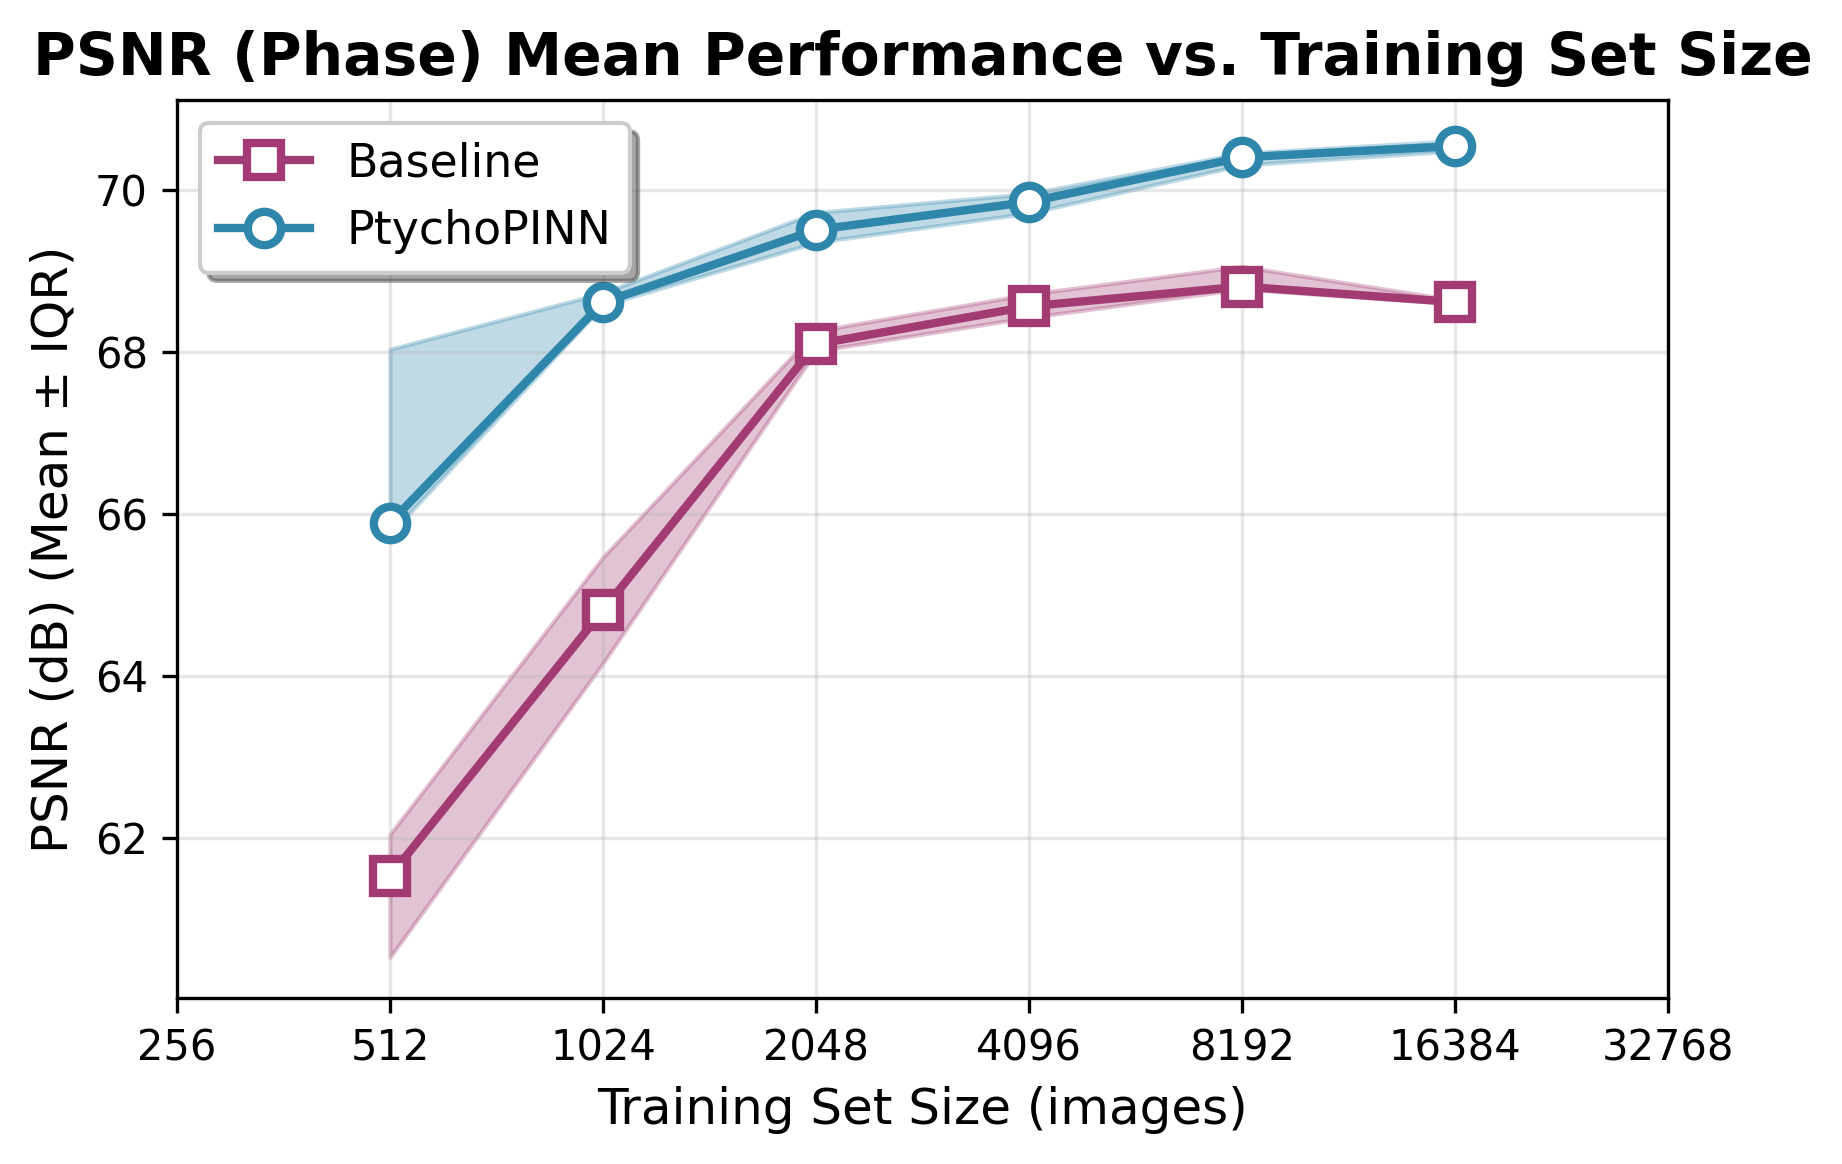 PSNR (Phase) Mean Performance vs. Training Set Size
Baseline
PtychoPINN
PSNR (dB) (Mean ± IQR)
70
68
66
64
62
256 512 1024 2048 4096 8192 16384 32768
Training Set Size (images)